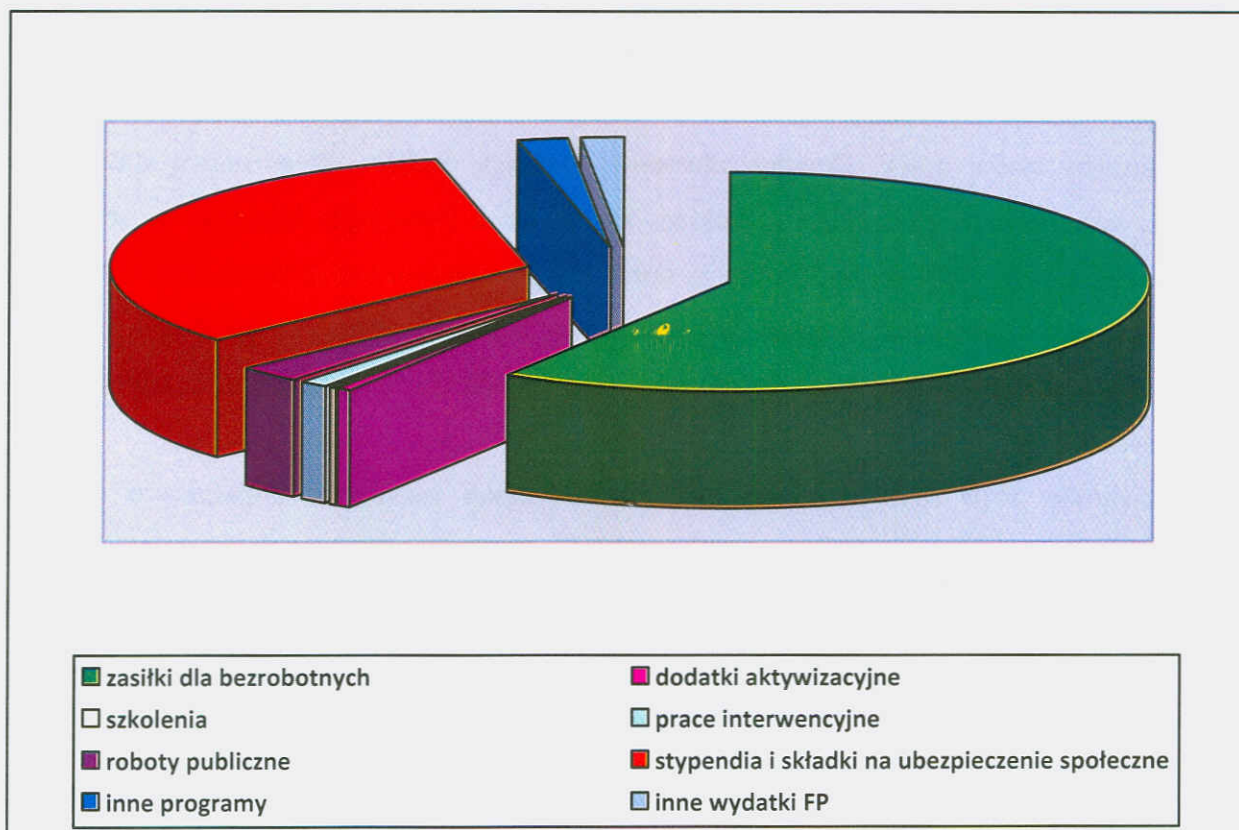 zasiłki dla bezrobotnych
dodatki aktywizacyjne
szkolenia
prace interwencyjne
roboty publiczne
stypendia i składki na ubezpieczenie społeczne
inne programy
inne wydatki FP